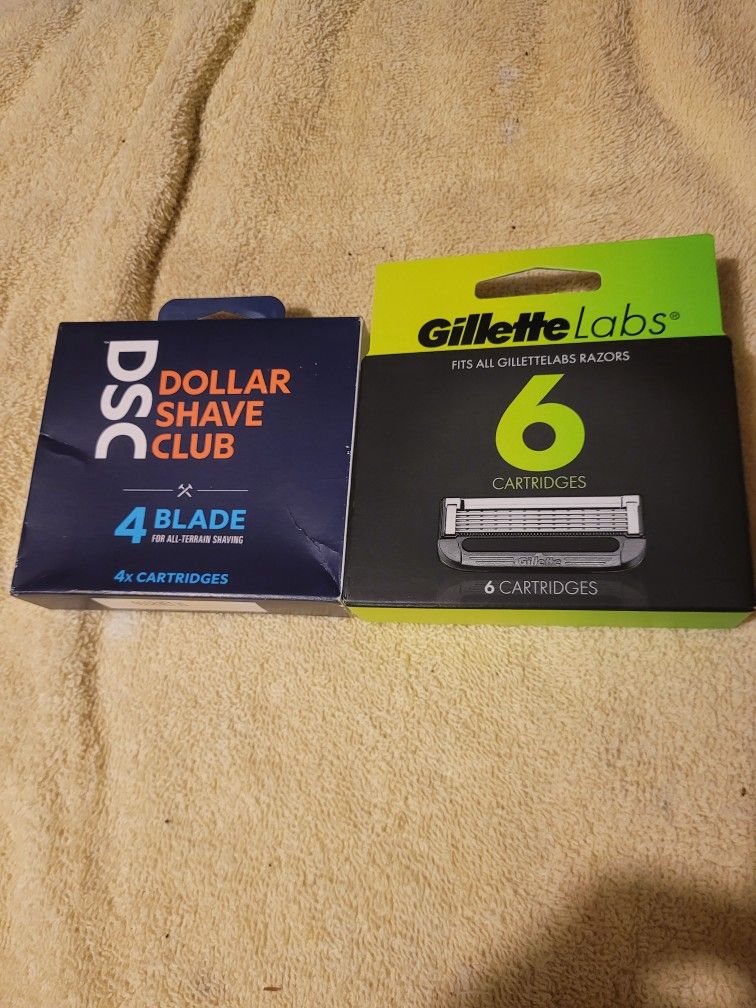 DSC
DOLLAR
SHAVE
CLUB
4 BLADE
FOR ALL-TERRAIN SHAVING
4x CARTRIDGES
GilletteLabs®
FITS ALL GILLETTELABS RAZORS
6
CARTRIDGES
Gillette
6 CARTRIDGES